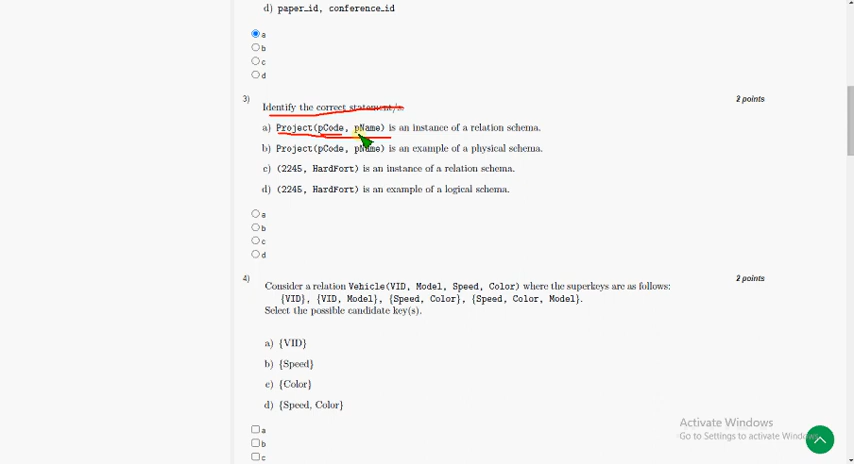 d) paper_id, conference_id
a
b
c
d
3)
2 points
Identify the correct statement/s
a) Project(pCode, pName) is an instance of a relation schema.
b) Project(pCode, pName) is an example of a physical schema.
c) (2245, HardFort) is an instance of a relation schema.
d) (2245, HardFort) is an example of a logical schema.
a
b
c
d
4)
2 points
Consider a relation Vehicle(VID, Model, Speed, Color) where the superkeys are as follows:
{VID}, {VID, Model}, {Speed, Color}, {Speed, Color, Model}.
Select the possible candidate key(s).
a) {VID}
b) {Speed}
c) {Color}
d) {Speed, Color}
a
b
c
Activate Windows
Go to Settings to activate Windows.